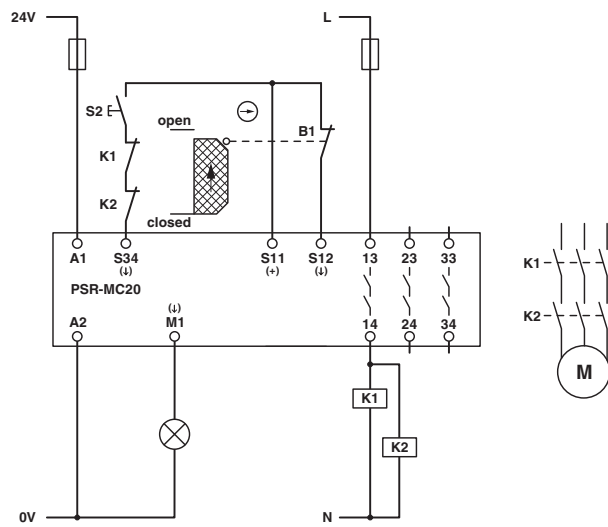 24V
L
S2
open
B1
K1
K2
closed
A1
S34
(↓)
S11
(+)
S12
(↓)
13
23
33
PSR-MC20
A2
(↓)
M1
14
24
34
K1
K2
M
K1
K2
0V
N